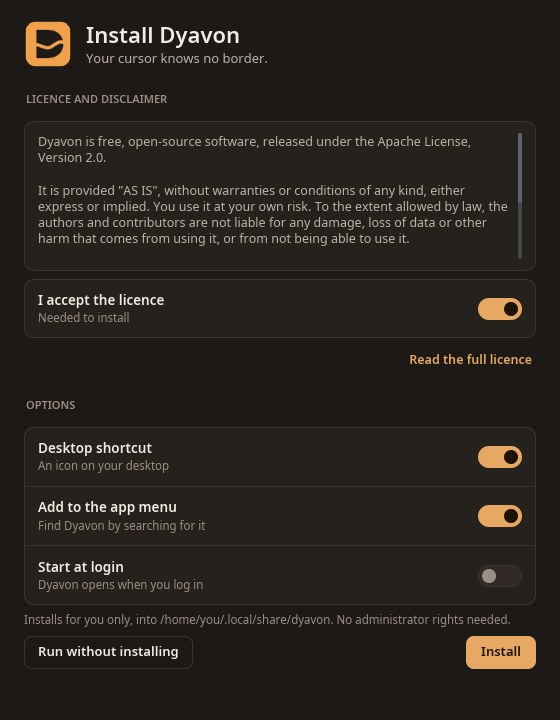 Install Dyavon
Your cursor knows no border.
LICENCE AND DISCLAIMER
Dyavon is free, open-source software, released under the Apache License,
Version 2.0.
It is provided "AS IS", without warranties or conditions of any kind, either
express or implied. You use it at your own risk. To the extent allowed by law, the
authors and contributors are not liable for any damage, loss of data or other
harm that comes from using it, or from not being able to use it.
I accept the licence
Needed to install
Read the full licence
OPTIONS
Desktop shortcut
An icon on your desktop
Add to the app menu
Find Dyavon by searching for it
Start at login
Dyavon opens when you log in
Installs for you only, into /home/you/.local/share/dyavon. No administrator rights needed.
Run without installing
Install